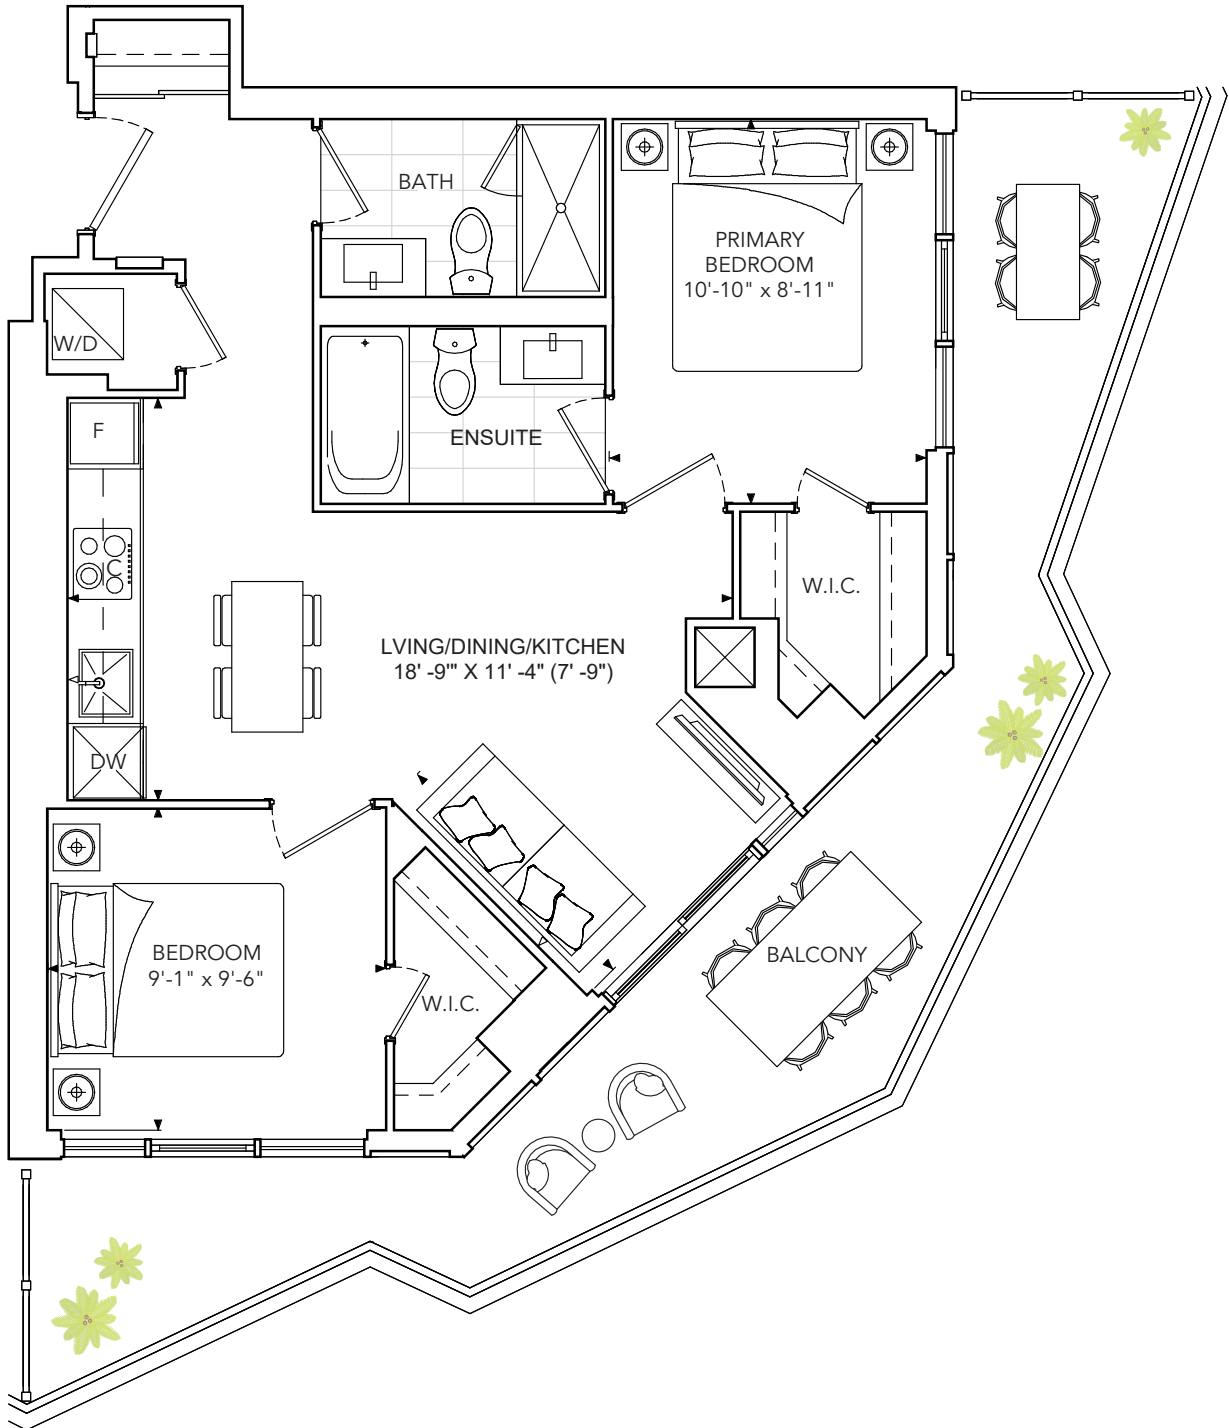 BATH
PRIMARY
BEDROOM
10'-10" x 8'-11"
W/D
F
ENSUITE
C
W.I.C.
LVING/DINING/KITCHEN
18' -9'" X 11' -4" (7' -9")
DW
BEDROOM
9'-1" x 9'-6"
W.I.C.
BALCONY